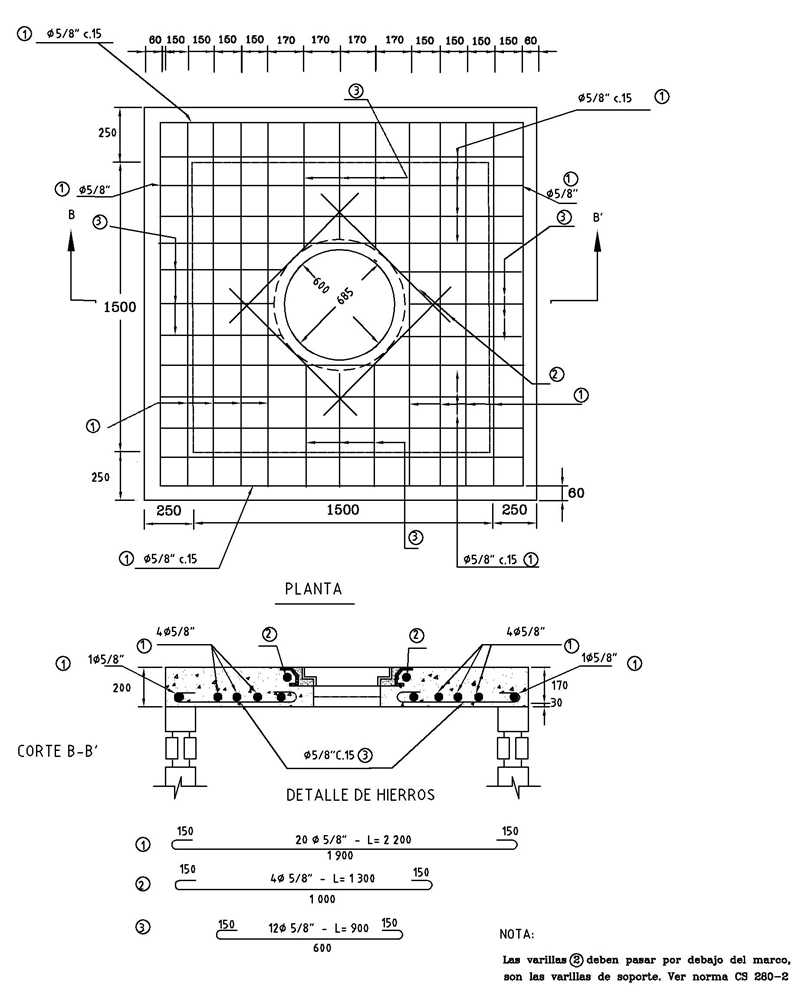 60 150 150 150 150 170 170 170 170 150 150 150 150 60
① Ø5/8" c.15
③
Ø5/8" c.15 ①
250
① Ø5/8"
① Ø5/8"
③
③
B
B'
1500
600
685
②
①
①
250
60
250 1500 250
③
① Ø5/8" c.15
Ø5/8" c.15 ①
PLANTA
① 4Ø5/8"
②
②
4Ø5/8" ①
① 1Ø5/8"
1Ø5/8" ①
200
170
30
Ø5/8"C.15 ③
CORTE B-B'
DETALLE DE HIERROS
150 150
① 20 Ø 5/8" - L= 2 200
1 900
150 150
② 4Ø 5/8" - L= 1 300
1 000
③ 150 12Ø 5/8" - L= 900 150
600
NOTA:
Las varillas ② deben pasar por debajo del marco,
son las varillas de soporte. Ver norma CS 280-2